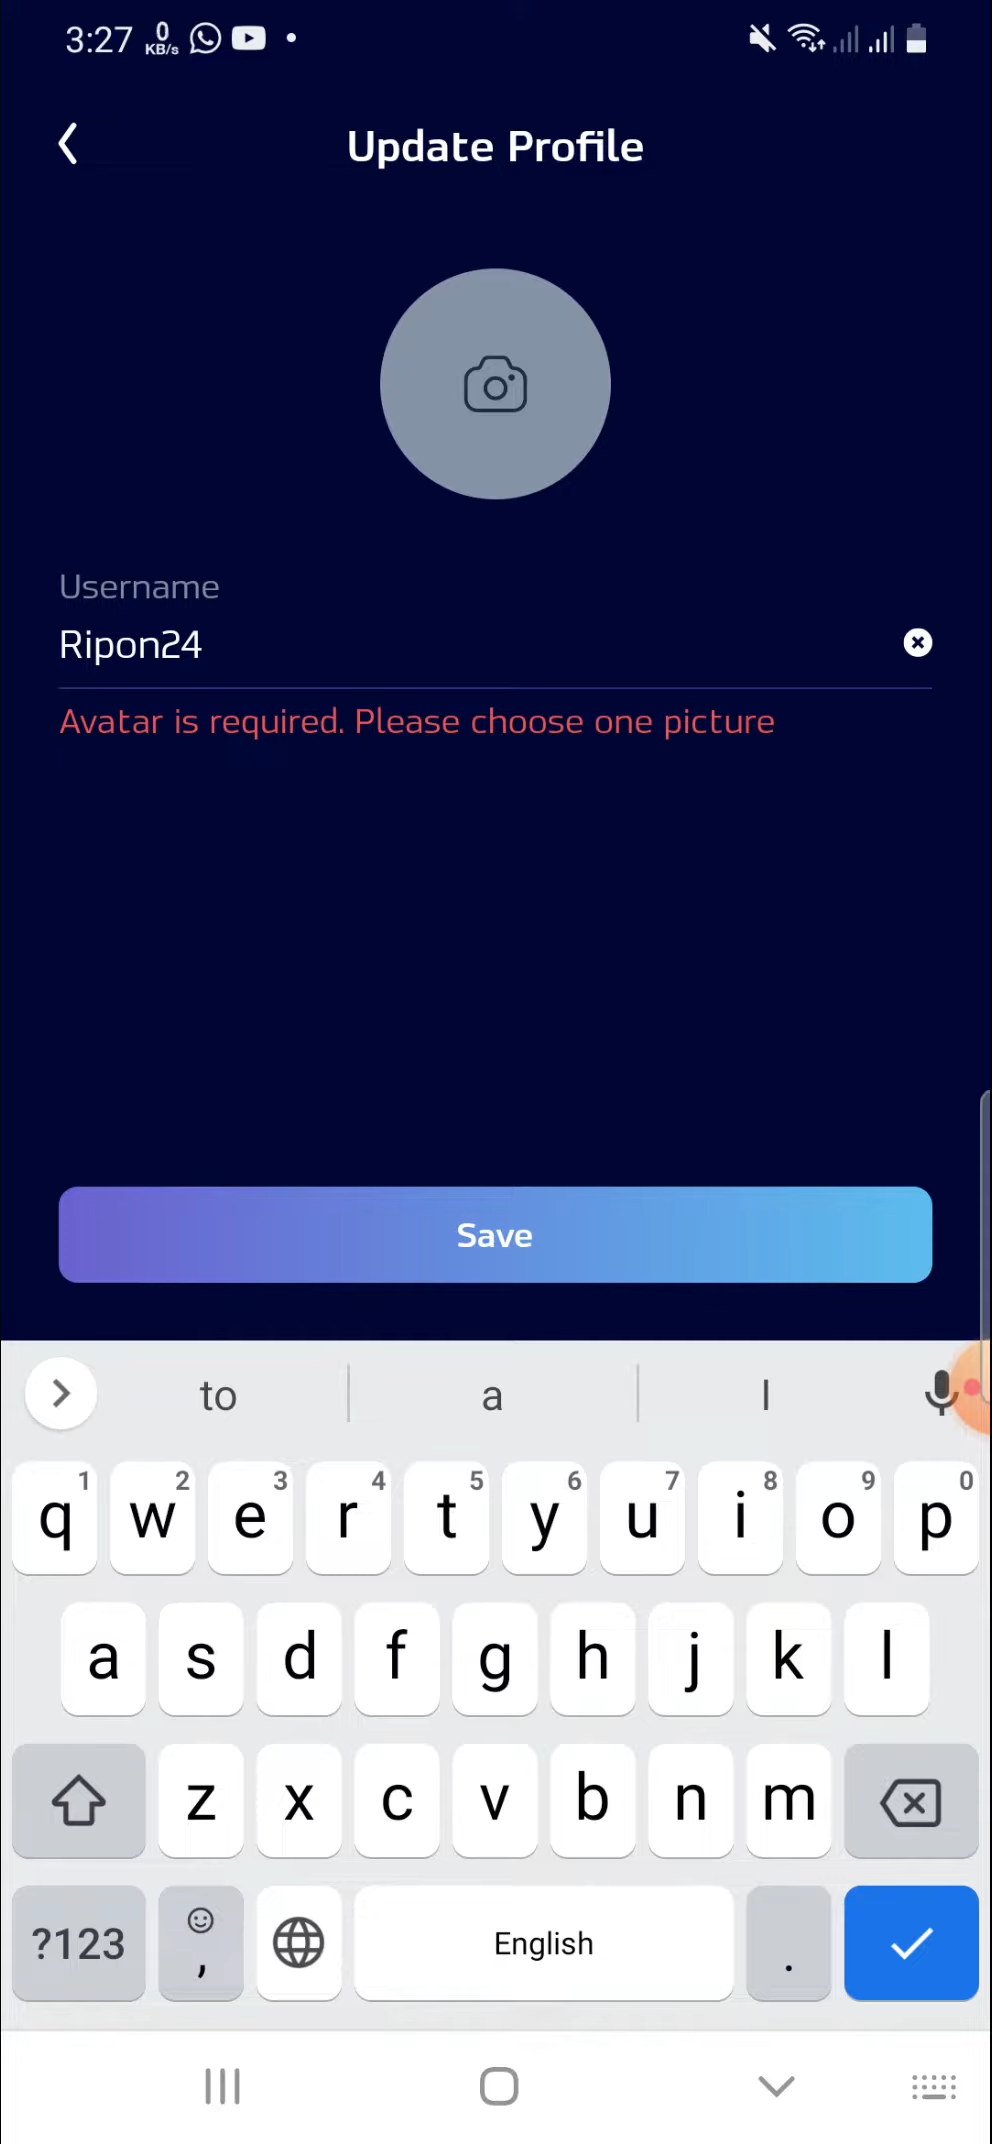 3:27 0 KB/s
Update Profile
Username
Ripon24
Avatar is required. Please choose one picture
Save
to a I
q 1 w 2 e 3 r 4 t 5 y 6 u 7 i 8 o 9 p 0
a s d f g h j k l
z x c v b n m
?123 , English .